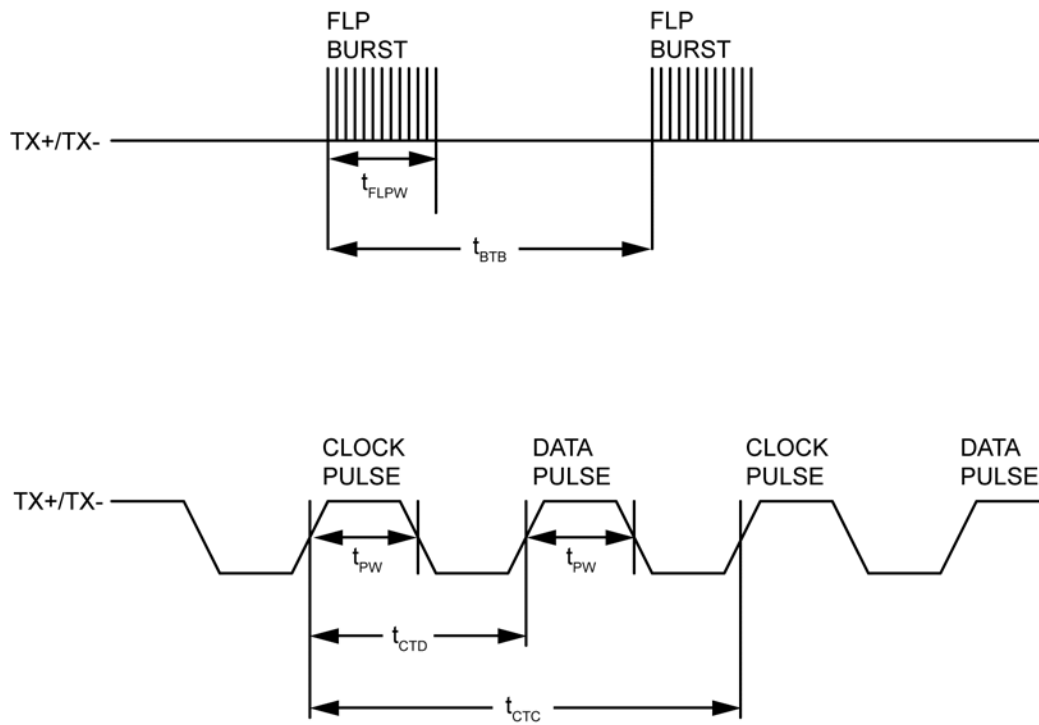 FLP
BURST
FLP
BURST
TX+/TX-
tFLPW
tBTB
CLOCK
PULSE
DATA
PULSE
CLOCK
PULSE
DATA
PULSE
TX+/TX-
tPW
tPW
tCTD
tCTC